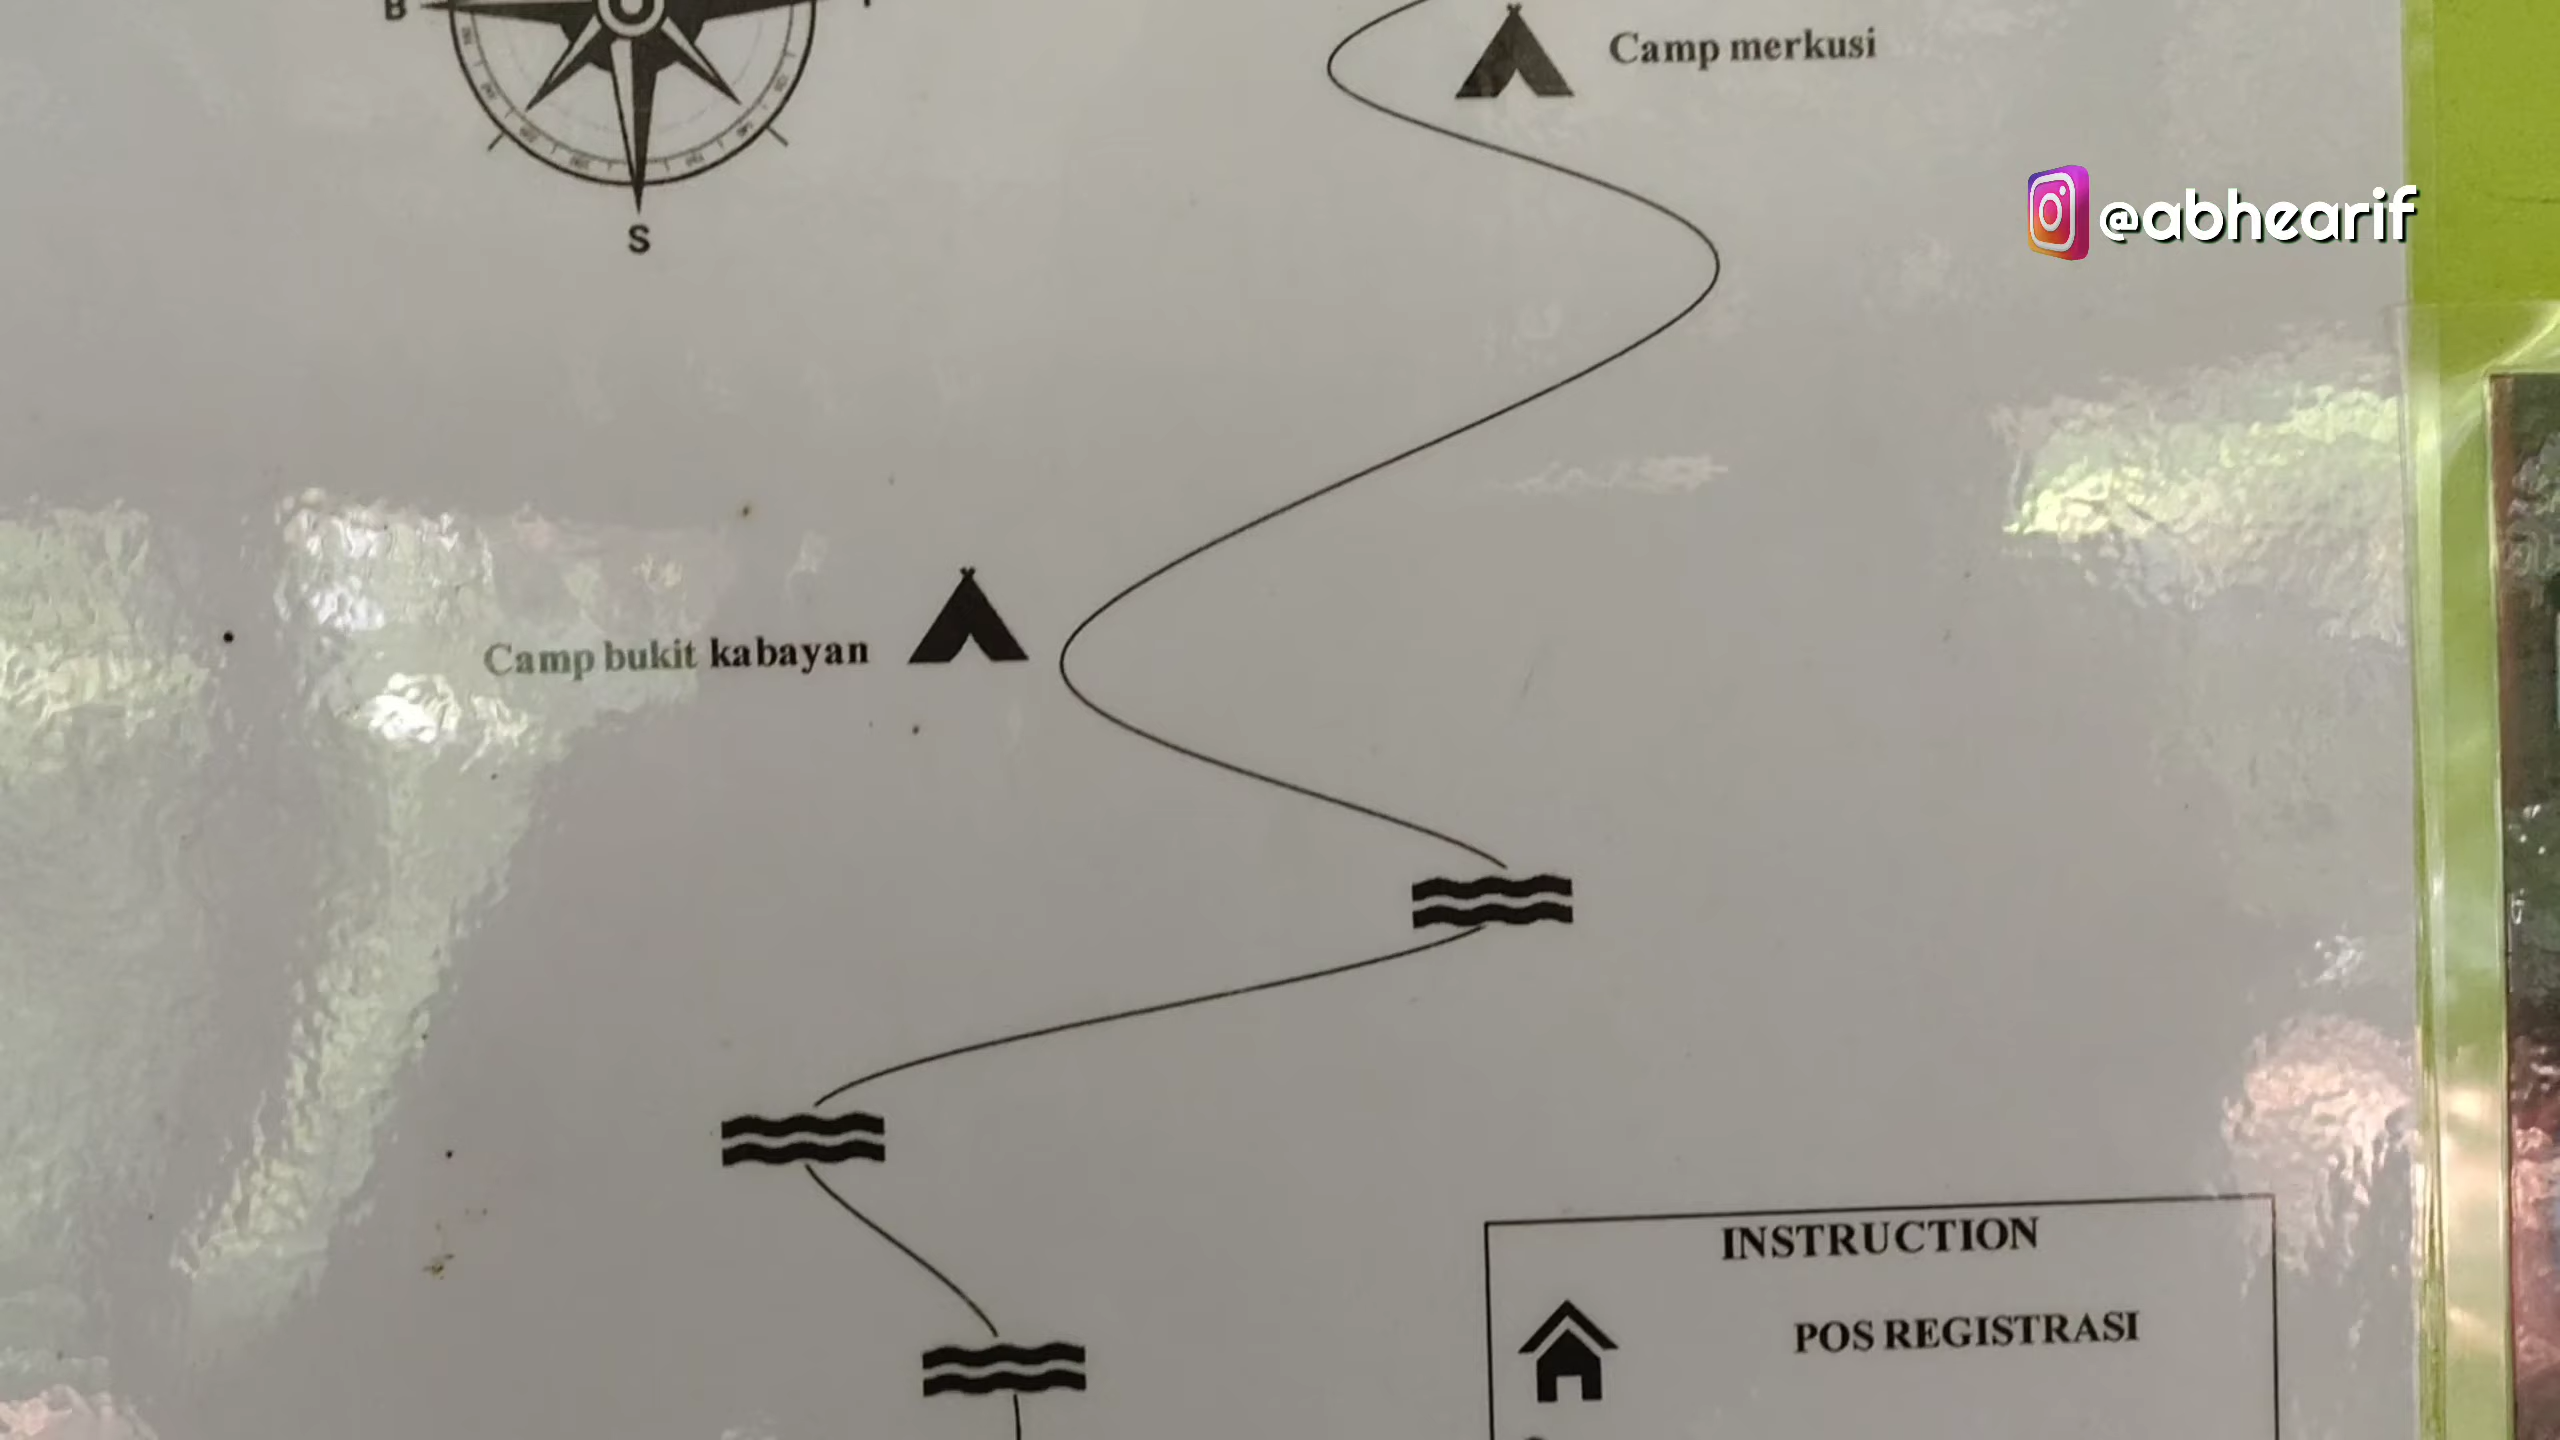 B
Camp merkusi
@abhearif
S
Camp bukit kabayan
INSTRUCTION
POS REGISTRASI